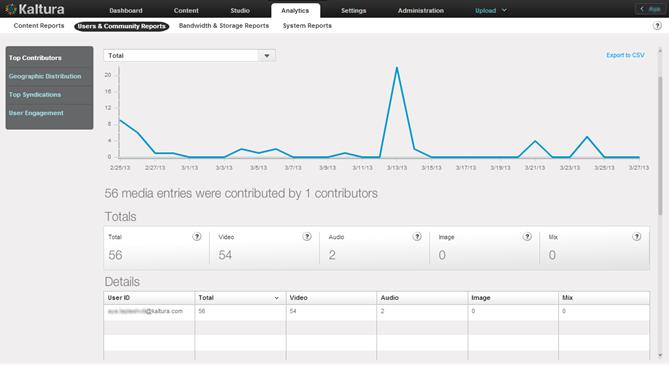 Kaltura Dashboard Content Studio Analytics Settings Administration Upload
Content Reports Users & Community Reports Bandwidth & Storage Reports System Reports ?
Top Contributors
Geographic Distribution
Top Syndications
User Engagement
Total
Export to CSV
20
16
12
8
4
0
2/25/13 2/27/13 3/1/13 3/3/13 3/5/13 3/7/13 3/9/13 3/11/13 3/13/13 3/15/13 3/17/13 3/19/13 3/21/13 3/23/13 3/25/13 3/27/13
56 media entries were contributed by 1 contributors
Totals
Total ? Video ? Audio ? Image ? Mix ?
56 54 2 0 0
Details
User ID Total Video Audio Image Mix
@kaltura.com 56 54 2 0 0